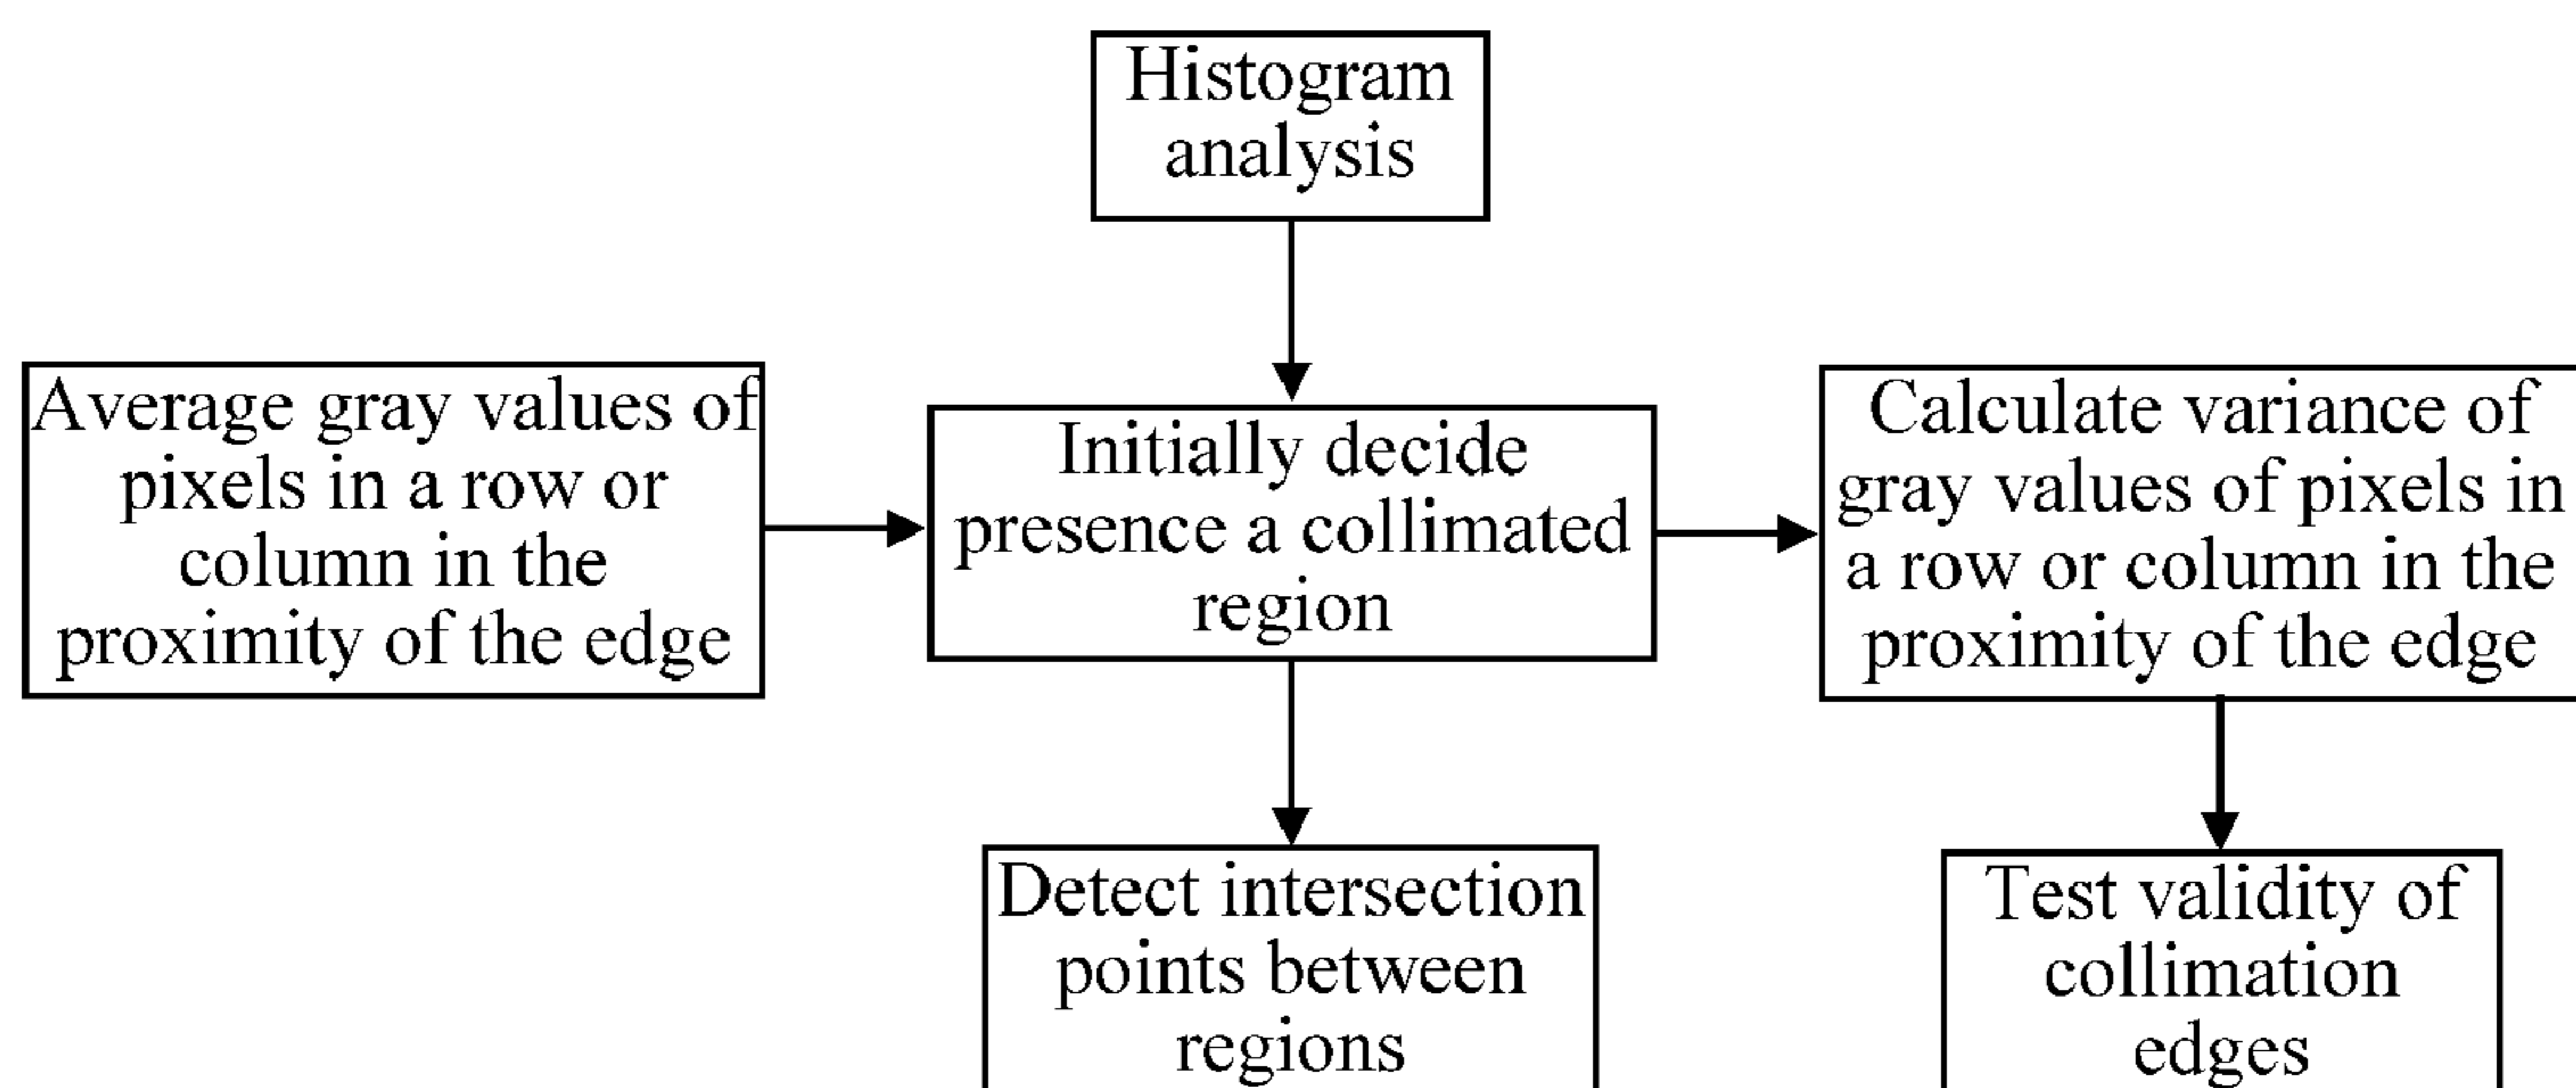 Histogram
analysis
Average gray values of
pixels in a row or
column in the
proximity of the edge
Initially decide
presence a collimated
region
Calculate variance of
gray values of pixels in
a row or column in the
proximity of the edge
Detect intersection
points between
regions
Test validity of
collimation
edges